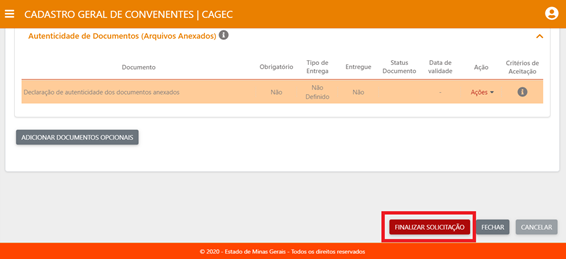 CADASTRO GERAL DE CONVENENTES | CAGEC
Autenticidade de Documentos (Arquivos Anexados)
Documento Obrigatório Tipo de Entrega Entregue Status Documento Data de validade Ação Critérios de Aceitação
Declaração de autenticidade dos documentos anexados. Não Não Definido Não - Ações
ADICIONAR DOCUMENTOS OPCIONAIS
FINALIZAR SOLICITAÇÃO FECHAR CANCELAR
© 2020 - Estado de Minas Gerais - Todos os direitos reservados